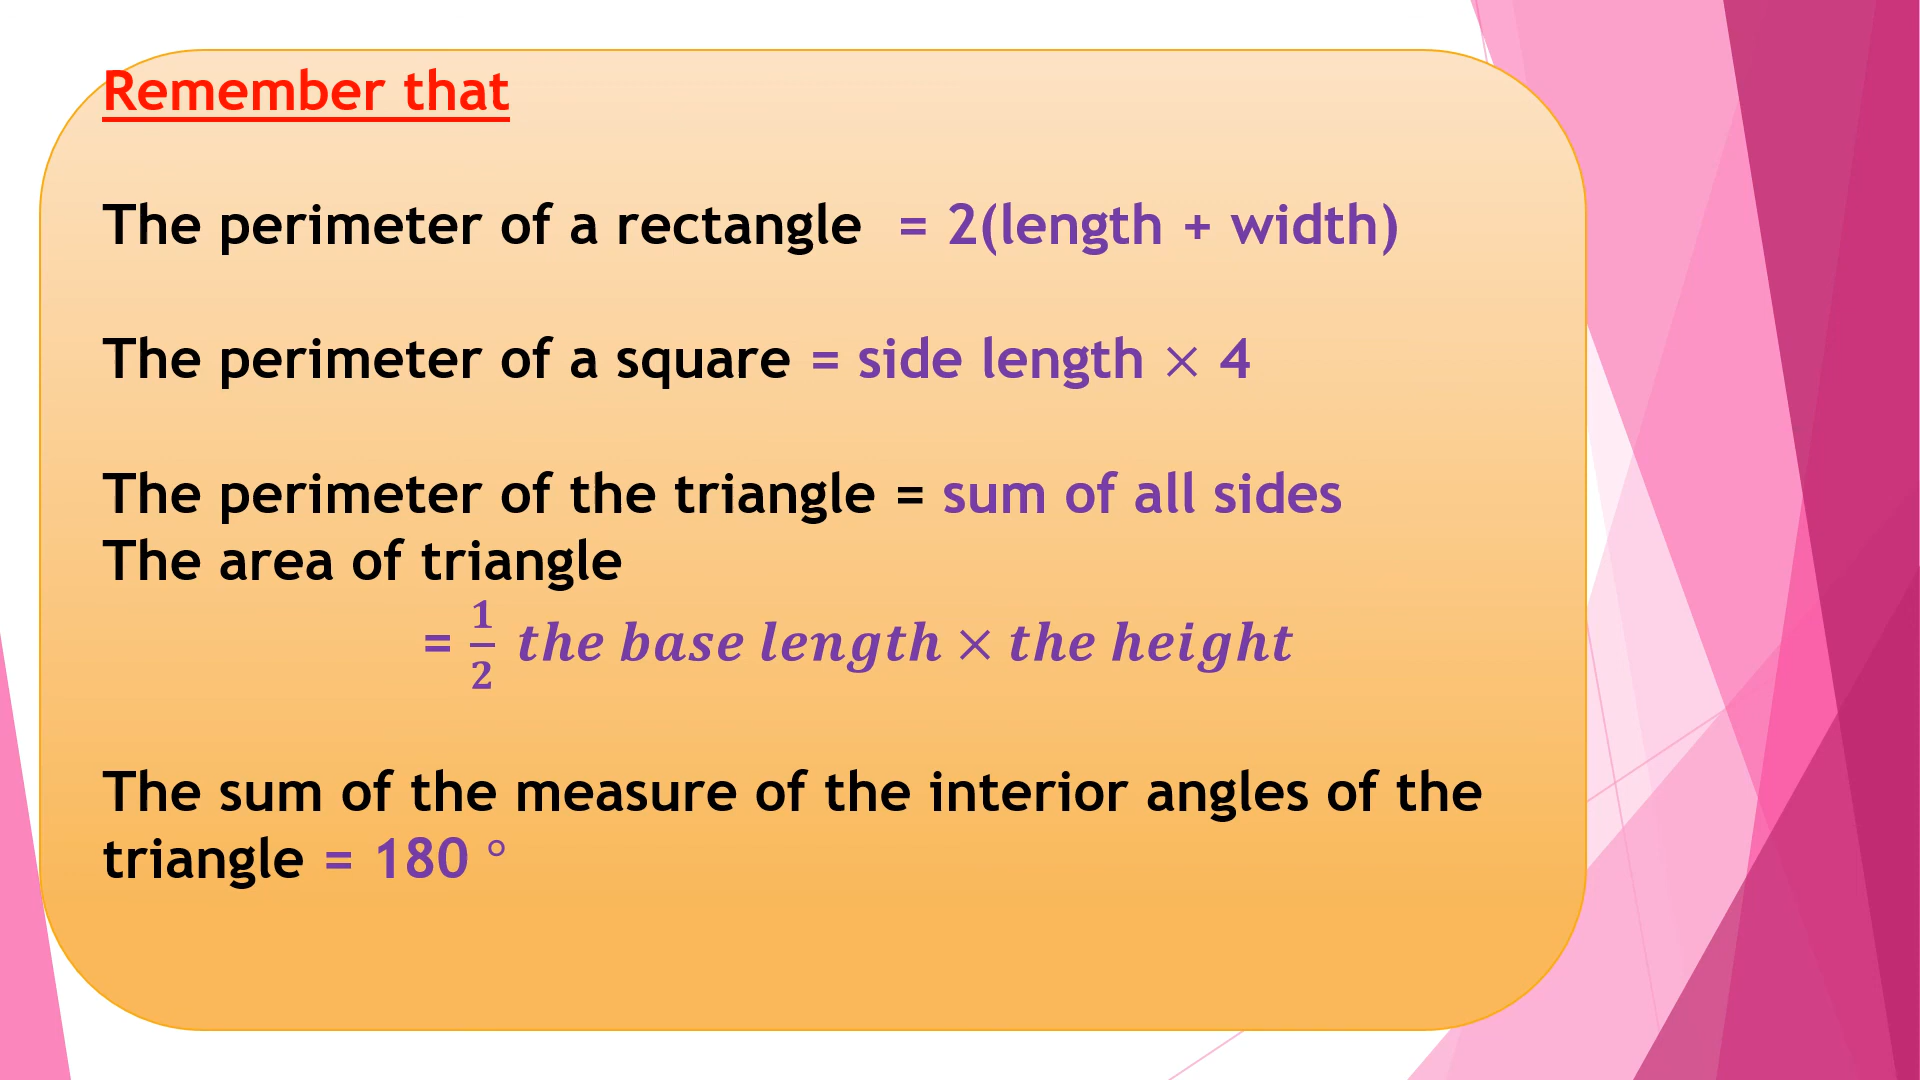 Remember that
The perimeter of a rectangle = 2(length + width)
The perimeter of a square = side length × 4
The perimeter of the triangle = sum of all sides
The area of triangle
= 1/2 the base length × the height
The sum of the measure of the interior angles of the
triangle = 180 °